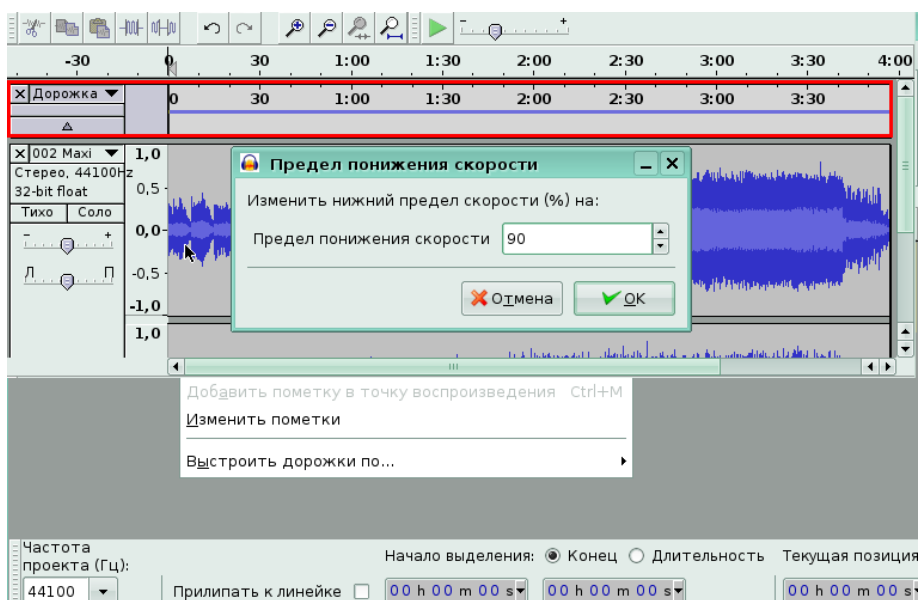 -30 0 30 1:00 1:30 2:00 2:30 3:00 3:30 4:00
Дорожка
0 30 1:00 1:30 2:00 2:30 3:00 3:30
002 Maxi
Стерео, 44100Hz
32-bit float
Тихо Соло
- +
Л П
1,0
0,5
0,0
-0,5
-1,0
1,0
Предел понижения скорости
Изменить нижний предел скорости (%) на:
Предел понижения скорости 90
Отмена OK
Добавить пометку в точку воспроизведения Ctrl+M
Изменить пометки
Выстроить дорожки по...
Частота
проекта (Гц):
Начало выделения: Конец Длительность Текущая позиция
44100 Прилипать к линейке 00 h 00 m 00 s 00 h 00 m 00 s 00 h 00 m 00 s